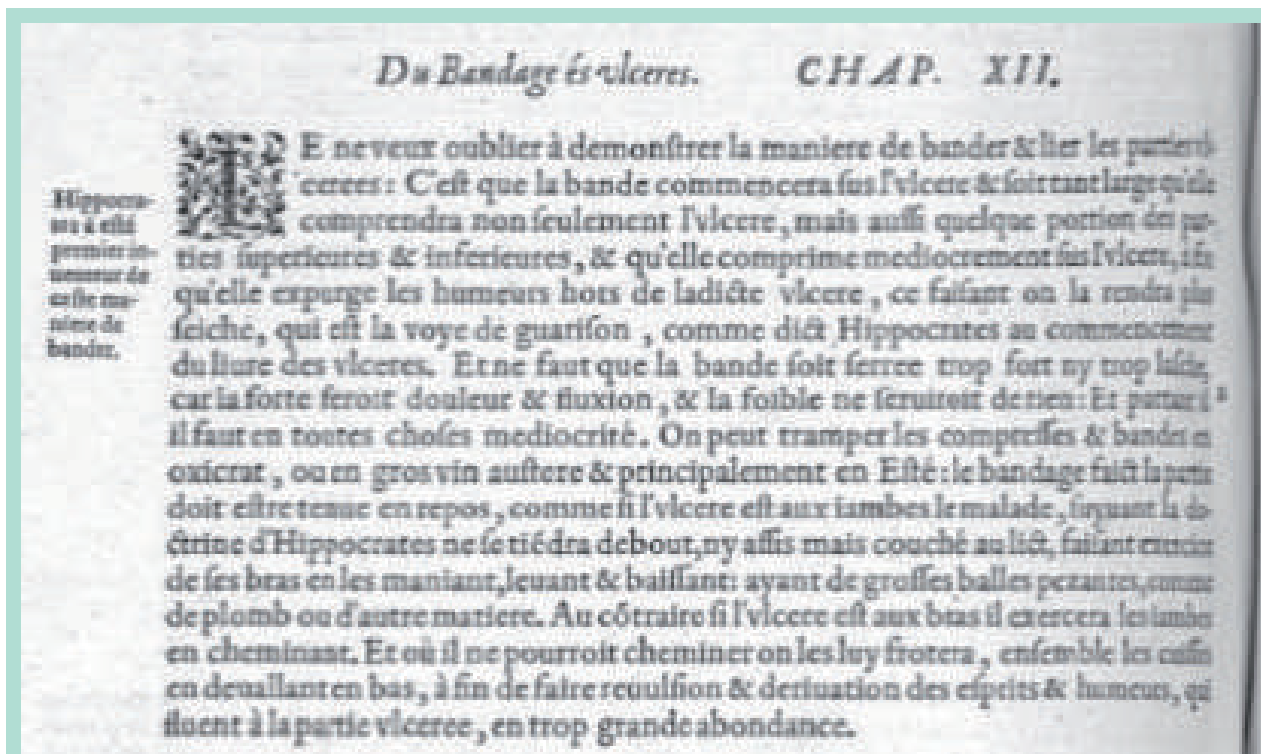 Du Bandage és vlceres. CHAP. XII.
Hippocra-
tes a esté
premier in-
uenteur de
ceste ma-
niere de
bander.
IE ne veux oublier à demonſtrer la maniere de bander & lier les parties vl-
cerees: C'eſt que la bande commencera ſus l'vlcere & ſoit tant large qu'elle
comprendra non ſeulement l'vlcere, mais auſſi quelque portion des par-
ties ſuperieures & inferieures, & qu'elle comprime mediocrement ſus l'vlcere,
qu'elle expurge les humeurs hors de ladicte vlcere, ce faiſant on la rendra plus
ſeiche, qui eſt la voye de guariſon, comme dict Hippocrates au commencement
du liure des vlceres. Et ne faut que la bande ſoit ſerree trop fort ny trop laſche,
car la forte feroit douleur & fluxion, & la foible ne ſeruiroit de rien: Et partant
il faut en toutes choſes mediocrité. On peut tramper les compreſſes & bandes en
oxicrat, ou en gros vin auſtere & principalement en Eſté: le bandage faict la partie
doit eſtre tenue en repos, comme ſi l'vlcere eſt aux iambes le malade, ſuyuant la do-
ctrine d'Hippocrates ne ſe tiédra debout, ny aſſis mais couché au lict, faiſant exercice
de ſes bras en les maniant, leuant & baiſſant: ayant de groſſes balles pezantes, comme
de plomb ou d'autre matiere. Au cõtraire ſi l'vlcere eſt aux bras il exercera les iambes
en cheminant. Et où il ne pourroit cheminer on les luy frotera, enſemble les cuiſſes
en deuallant en bas, à fin de faire reuulſion & deriuation des eſprits & humeurs, qui
fluent à la partie vlceree, en trop grande abondance.